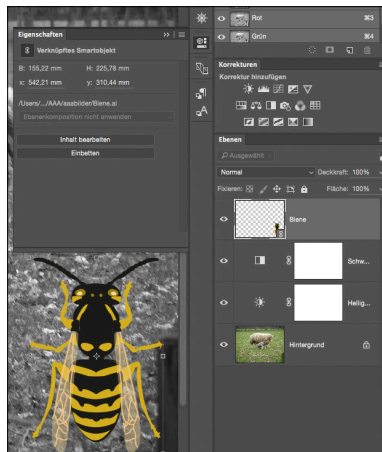 Eigenschaften
Verknüpftes Smartobjekt
B: 155,22 mm H: 225,78 mm
x: 542,21 mm y: 310,44 mm
/Users/.../AAA/saabilder/Biene.ai
Ebenenkomposition nicht anwenden
Inhalt bearbeiten
Einbetten
Rot ⌘3
Grün ⌘4
Korrekturen
Korrektur hinzufügen
Ebenen
Ausgewählt
Normal Deckkraft: 100%
Fixieren: Fläche: 100%
Biene
Schw...
Hellig...
Hintergrund